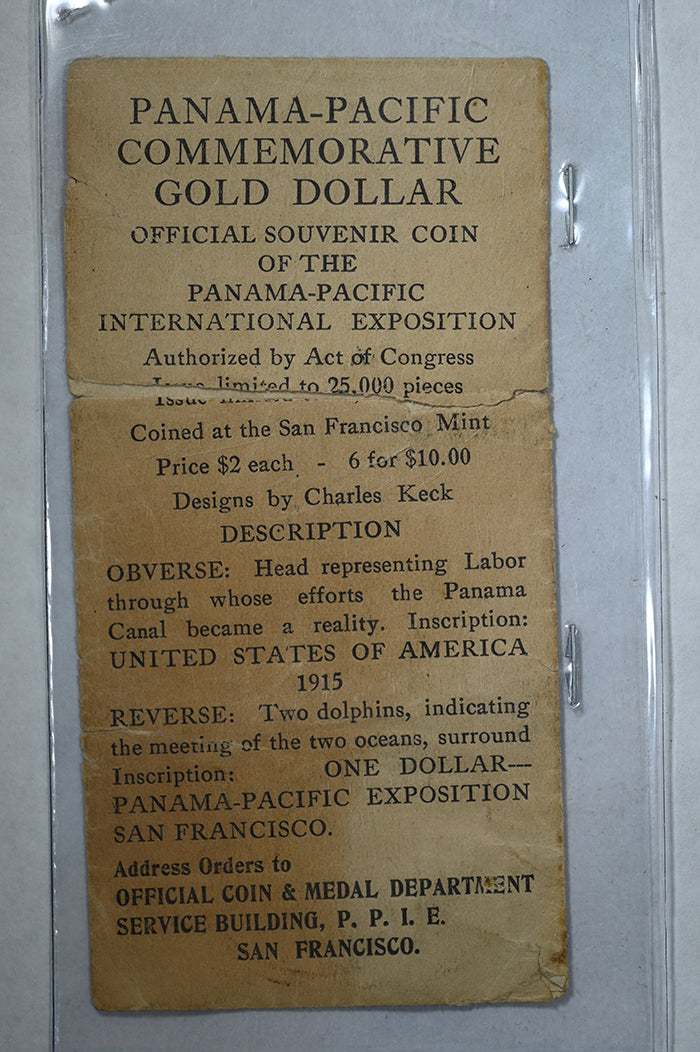 PANAMA-PACIFIC
COMMEMORATIVE
GOLD DOLLAR
OFFICIAL SOUVENIR COIN
OF THE
PANAMA-PACIFIC
INTERNATIONAL EXPOSITION
Authorized by Act of Congress
Issue limited to 25,000 pieces
Coined at the San Francisco Mint
Price $2 each - 6 for $10.00
Designs by Charles Keck
DESCRIPTION
OBVERSE: Head representing Labor
through whose efforts the Panama
Canal became a reality. Inscription:
UNITED STATES OF AMERICA
1915
REVERSE: Two dolphins, indicating
the meeting of the two oceans, surround
Inscription: ONE DOLLAR—
PANAMA-PACIFIC EXPOSITION
SAN FRANCISCO.
Address Orders to
OFFICIAL COIN & MEDAL DEPARTMENT
SERVICE BUILDING, P. P. I. E.
SAN FRANCISCO.